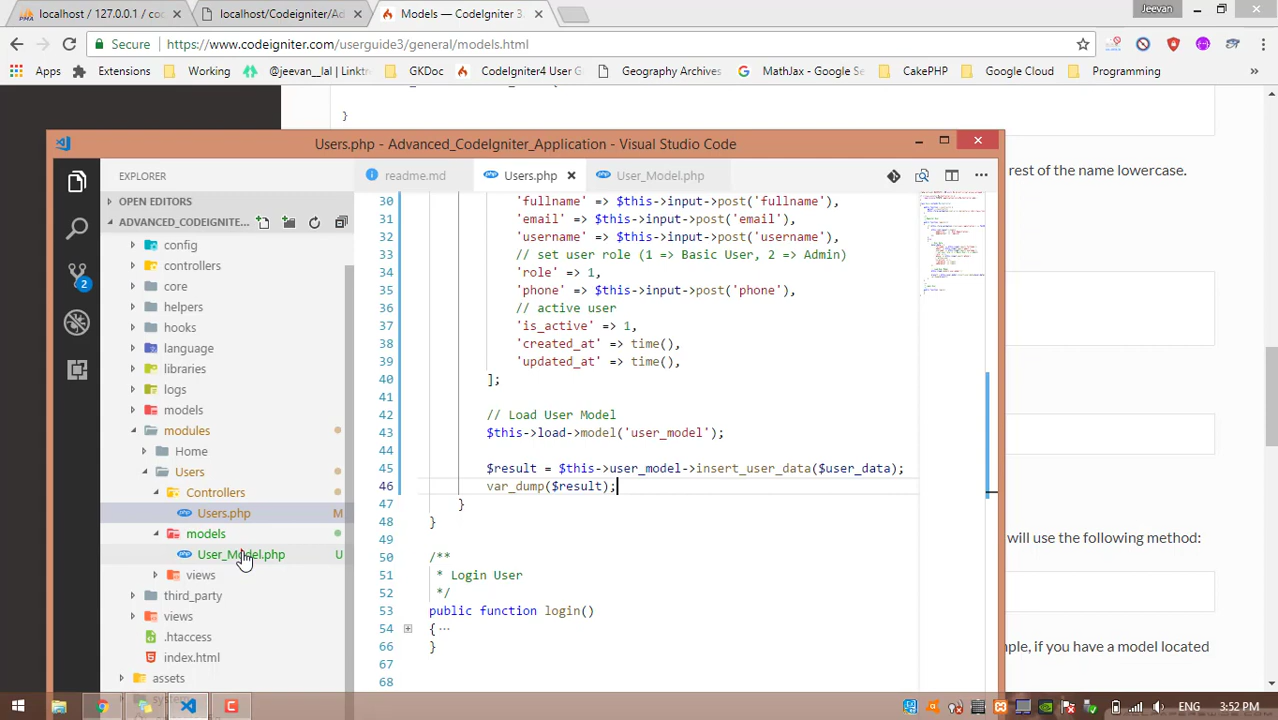 localhost / 127.0.0.1 / coc
localhost/Codeigniter/Ad
Models — CodeIgniter 3.
Jeevan
Secure
https://www.codeigniter.com/userguide3/general/models.html
Apps
Extensions
Working
@jeevan_lal | Linktr
GKDoc
CodeIgniter4 User G
Geography Archives
MathJax - Google Se
CakePHP
Google Cloud
Programming
»
}
rest of the name lowercase.
will use the following method:
mple, if you have a model located
Users.php - Advanced_CodeIgniter_Application - Visual Studio Code
EXPLORER
OPEN EDITORS
ADVANCED_CODEIGNITE...
config
controllers
core
helpers
hooks
language
libraries
logs
models
modules
Home
Users
Controllers
Users.php M
models
User_Model.php U
views
third_party
views
.htaccess
index.html
assets
2
readme.md
Users.php
User_Model.php
30 'fullname' => $this->input->post('fullname'),
31 'email' => $this->input->post('email'),
32 'username' => $this->input->post('username'),
33 // set user role (1 => Basic User, 2 => Admin)
34 'role' => 1,
35 'phone' => $this->input->post('phone'),
36 // active user
37 'is_active' => 1,
38 'created_at' => time(),
39 'updated_at' => time(),
40 ];
41
42 // Load User Model
43 $this->load->model('user_model');
44
45 $result = $this->user_model->insert_user_data($user_data);
46 var_dump($result);
47 }
48 }
49
50 /**
51 * Login User
52 */
53 public function login()
54 { ...
66 }
67
68
ENG
3:52 PM